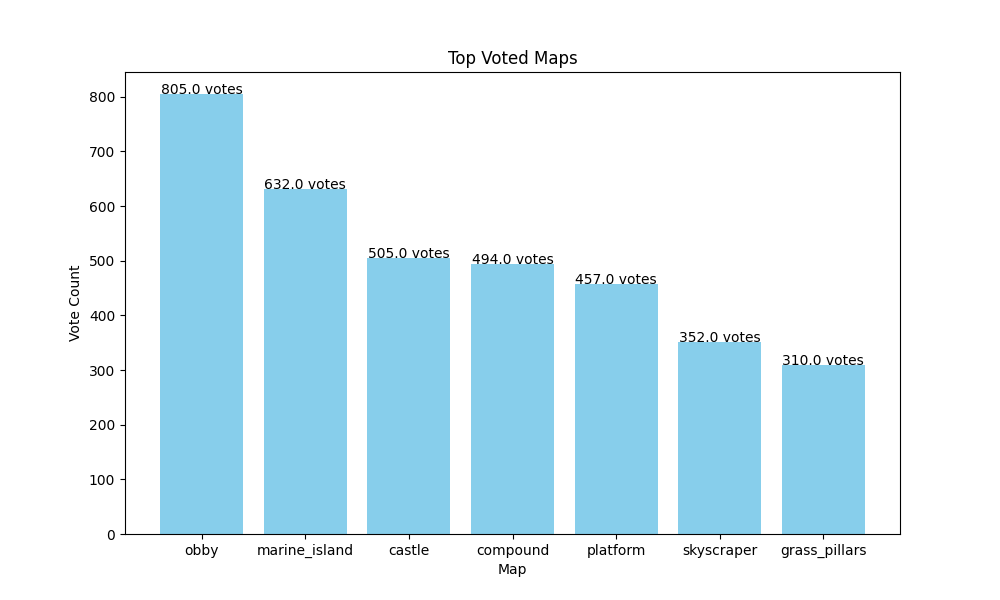 Top Voted Maps
805.0 votes
632.0 votes
505.0 votes
494.0 votes
457.0 votes
352.0 votes
310.0 votes
800
700
600
500
400
300
200
100
0
Vote Count
obby marine_island castle compound platform skyscraper grass_pillars
Map